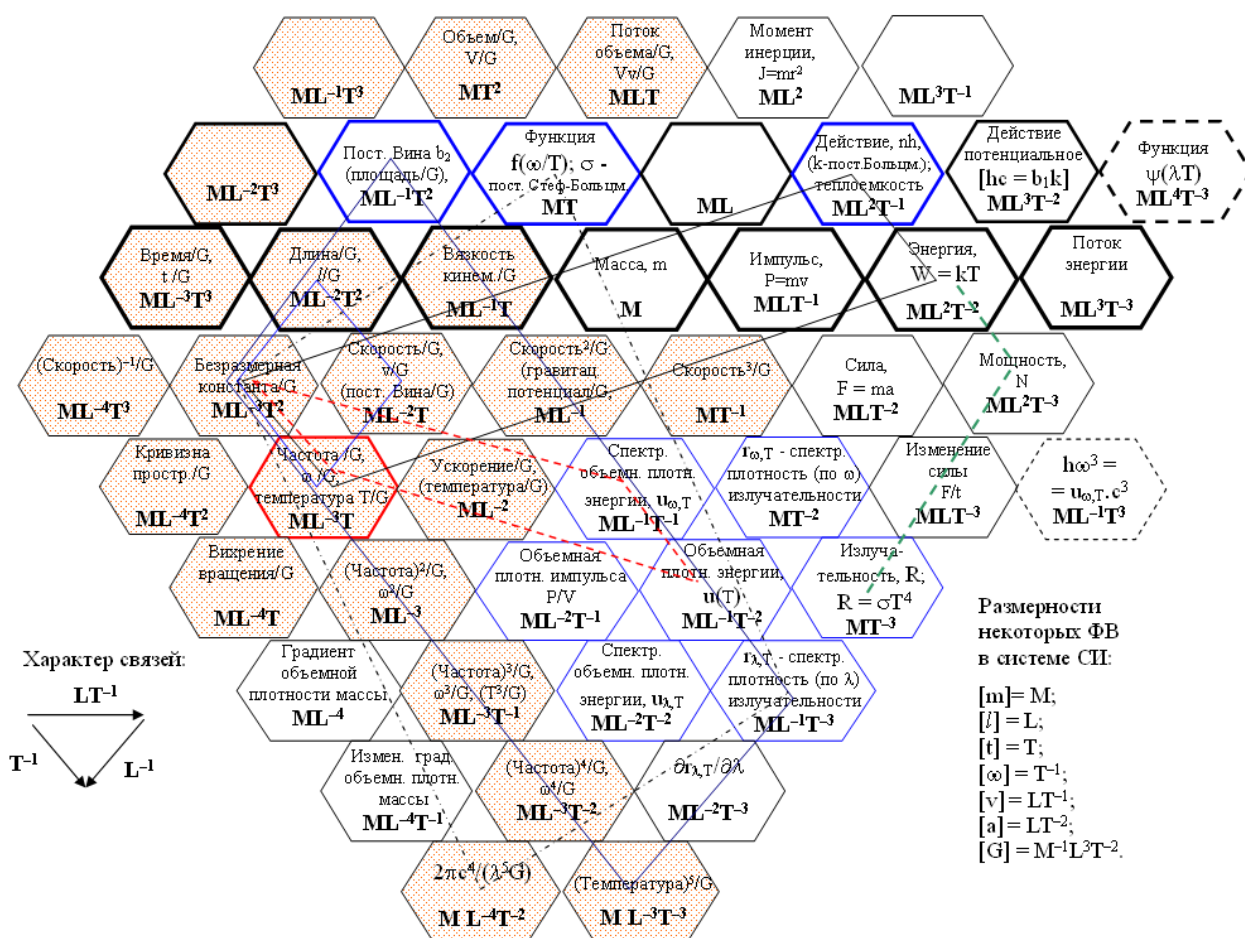 ML⁻¹T³
Объем/G,
V/G
MT²
Поток
объема/G,
Vv/G
MLT
Момент
инерции,
J=mr²
ML²
ML³T⁻¹
ML⁻²T³
Пост. Вина b₂
(площадь/G),
ML⁻¹T²
Функция
f(ω/T); σ -
пост. Стеф-Больцм.
MT
ML
Действие, nh,
(k-пост.Больцм.);
теплоемкость
ML²T⁻¹
Действие
потенциальное
[hc = b₁k]
ML³T⁻²
Функция
ψ(λT)
ML⁴T⁻³
Время/G,
t /G
ML⁻³T³
Длина/G,
l/G
ML⁻²T²
Вязкость
кинем./G
ML⁻¹T
Масса, m
M
Импульс,
P=mv
MLT⁻¹
Энергия,
W = kT
ML²T⁻²
Поток
энергии
ML³T⁻³
(Скорость)⁻¹/G
ML⁻⁴T³
Безразмерная
константа/G
ML⁻³T²
Скорость/G,
v/G
(пост. Вина/G)
ML⁻²T
Скорость²/G
(гравитац
потенциал/G,
ML⁻¹
Скорость³/G
MT⁻¹
Сила,
F = ma
MLT⁻²
Мощность,
N
ML²T⁻³
Кривизна
простр./G
ML⁻⁴T²
Частота /G,
ω /G,
температура T/G
ML⁻³T
Ускорение/G,
(температура/G)
ML⁻²
Спектр.
объемн. плотн.
энергии, uω,T
ML⁻¹T⁻¹
rω,T - спектр.
плотность (по ω)
излучательности
MT⁻²
Изменение
силы
F/t
MLT⁻³
hω³ =
= uω,T.c³
ML⁻¹T³
Вихрение
вращения/G
ML⁻⁴T
(Частота)²/G,
ω²/G
ML⁻³
Объемная
плотн. импульса
P/V
ML⁻²T⁻¹
Объемная
плотн. энергии,
u(T)
ML⁻¹T⁻²
Излуча-
тельность, R;
R = σT⁴
MT⁻³
Градиент
объемной
плотности массы,
ML⁻⁴
(Частота)³/G,
ω³/G, (T³/G)
ML⁻³T⁻¹
Спектр.
объемн. плотн.
энергии, uλ,T
ML⁻²T⁻²
rλ,T - спектр.
плотность (по λ)
излучательности
ML⁻¹T⁻³
Измен. град.
объемн. плотн.
массы
ML⁻⁴T⁻¹
(Частота)⁴/G,
ω⁴/G
ML⁻³T⁻²
∂rλ,T/∂λ
ML⁻²T⁻³
2πc⁴/(λ⁵G)
M L⁻⁴T⁻²
(Температура)⁵/G
M L⁻³T⁻³
Характер связей:
LT⁻¹
T⁻¹
L⁻¹
Размерности
некоторых ФВ
в системе СИ:
[m]= M;
[l] = L;
[t] = T;
[ω] = T⁻¹;
[v] = LT⁻¹;
[a] = LT⁻²;
[G] = M⁻¹L³T⁻².